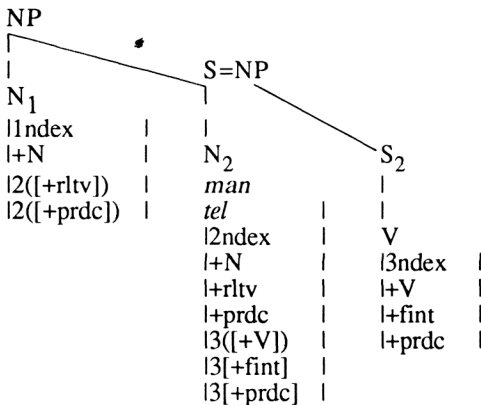 NP
S=NP
N1
|1ndex |
|+N | N2 S2
|2([+rltv]) | man
|2([+prdc]) | tel
|2ndex | V
|+N | |3ndex |
|+rltv | |+V |
|+prdc | |+fint |
|3([+V]) | |+prdc |
|3[+fint] |
|3[+prdc] |